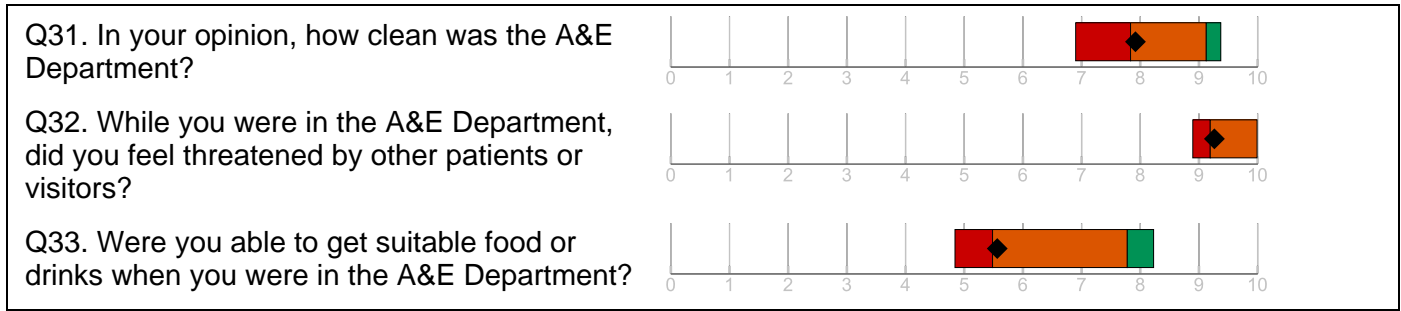 Q31. In your opinion, how clean was the A&E
Department?
0 1 2 3 4 5 6 7 8 9 10
Q32. While you were in the A&E Department,
did you feel threatened by other patients or
visitors?
0 1 2 3 4 5 6 7 8 9 10
Q33. Were you able to get suitable food or
drinks when you were in the A&E Department?
0 1 2 3 4 5 6 7 8 9 10